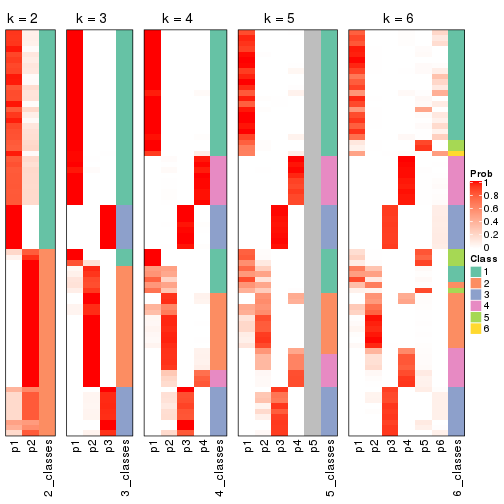 k = 2
k = 3
k = 4
k = 5
k = 6
p1
p2
2_classes
p1
p2
p3
3_classes
p1
p2
p3
p4
4_classes
p1
p2
p3
p4
p5
5_classes
p1
p2
p3
p4
p5
p6
6_classes
Prob
1
0.8
0.6
0.4
0.2
0
Class
1
2
3
4
5
6